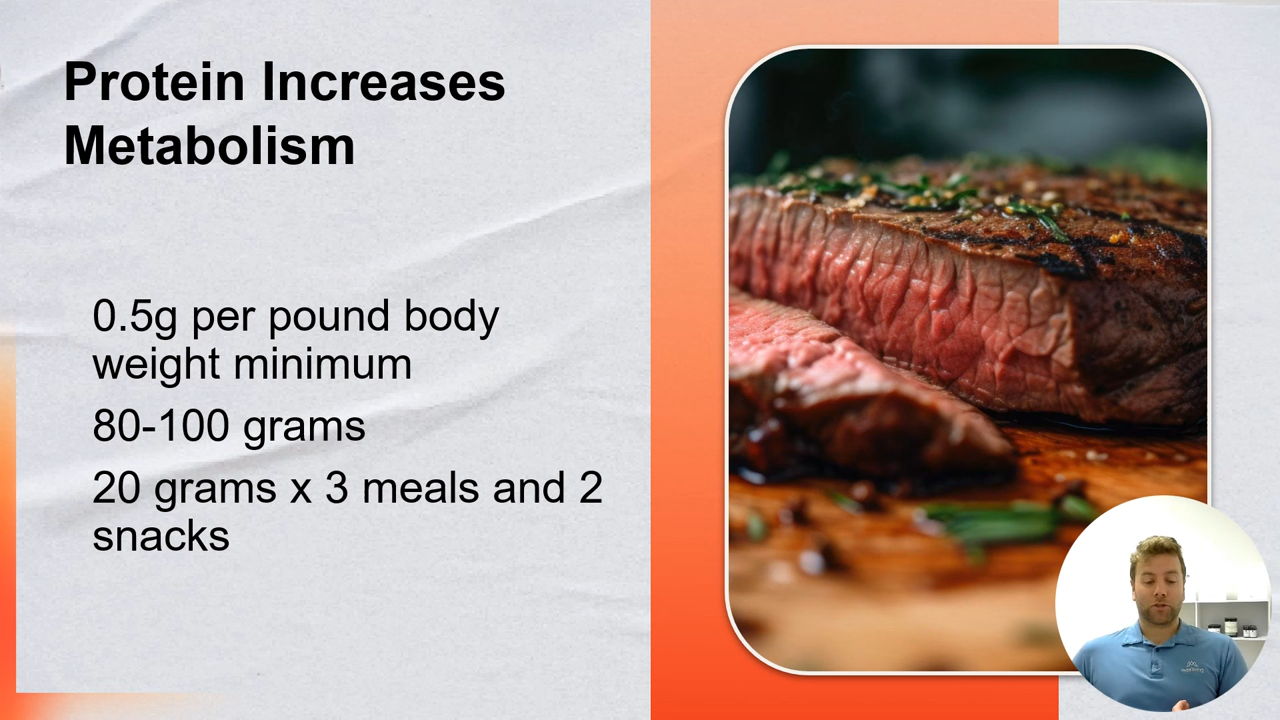 Protein Increases
Metabolism
0.5g per pound body
weight minimum
80-100 grams
20 grams x 3 meals and 2
snacks